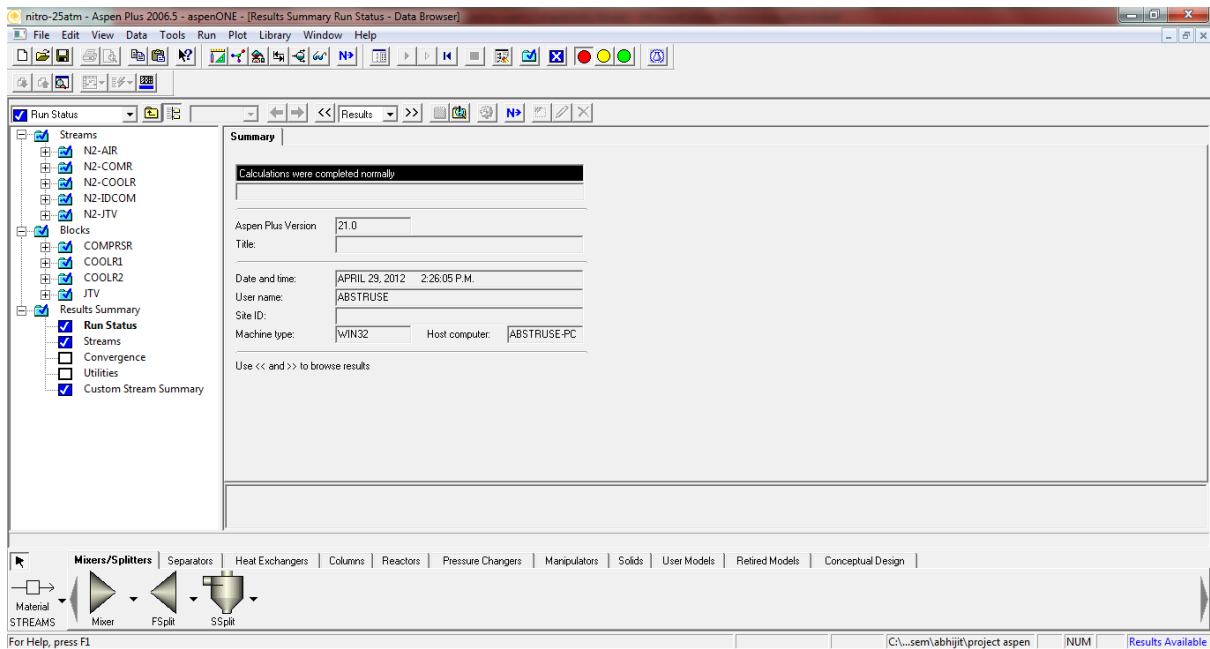 nitro-25atm - Aspen Plus 2006.5 - aspenONE - [Results Summary Run Status - Data Browser]
File Edit View Data Tools Run Plot Library Window Help
N>
Run Status
<< Results >>
N>
Streams
N2-AIR
N2-COMR
N2-COOLR
N2-IDCOM
N2-JTV
Blocks
COMPRSR
COOLR1
COOLR2
JTV
Results Summary
Run Status
Streams
Convergence
Utilities
Custom Stream Summary
Summary
Calculations were completed normally
Aspen Plus Version 21.0
Title:
Date and time: APRIL 29, 2012 2:26:05 P.M.
User name: ABSTRUSE
Site ID:
Machine type: WIN32 Host computer: ABSTRUSE-PC
Use << and >> to browse results
Mixers/Splitters Separators Heat Exchangers Columns Reactors Pressure Changers Manipulators Solids User Models Retired Models Conceptual Design
Material
STREAMS Mixer FSplit SSplit
For Help, press F1 C:\...sem\abhijit\project aspen NUM Results Available